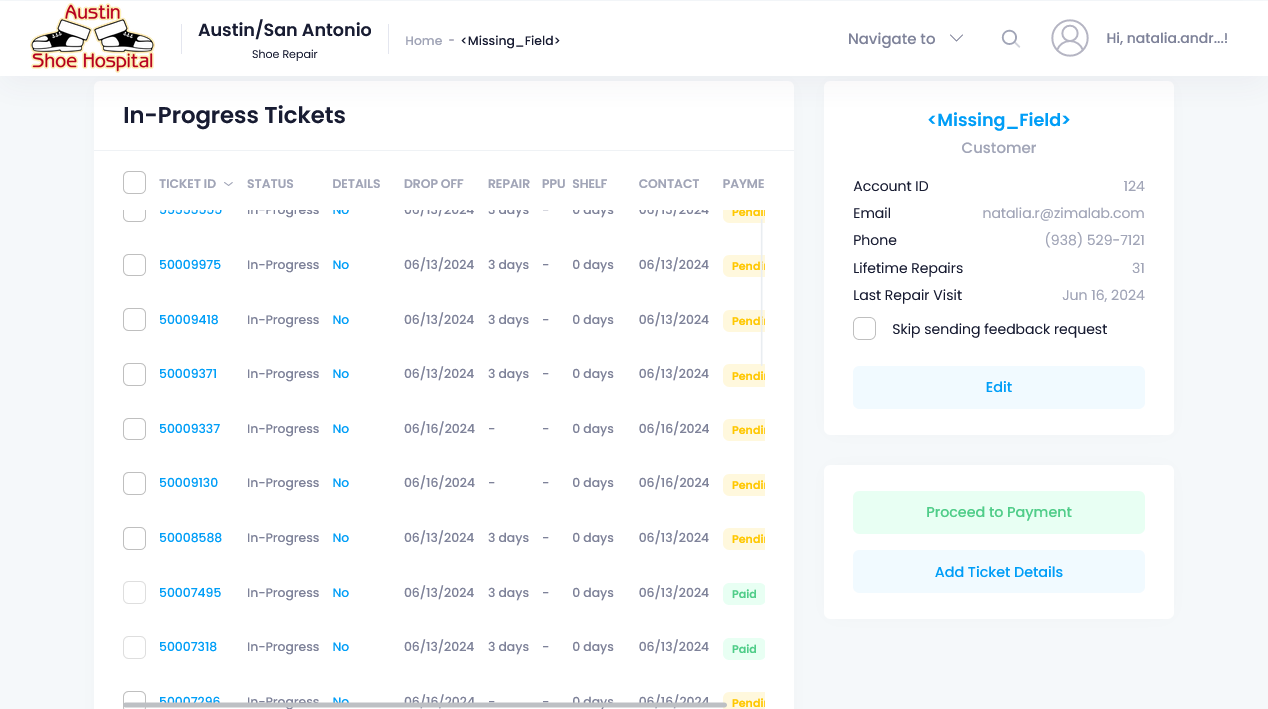 Austin
Shoe Hospital
Austin/San Antonio
Shoe Repair
Home - <Missing_Field>
Navigate to
Hi, natalia.andr...!
In-Progress Tickets
TICKET ID STATUS DETAILS DROP OFF REPAIR PPU SHELF CONTACT PAYME
In-Progress No 06/13/2024 3 days - 0 days 06/13/2024 Pendi
50009975 In-Progress No 06/13/2024 3 days - 0 days 06/13/2024 Pendi
50009418 In-Progress No 06/13/2024 3 days - 0 days 06/13/2024 Pendi
50009371 In-Progress No 06/13/2024 3 days - 0 days 06/13/2024 Pendi
50009337 In-Progress No 06/16/2024 - - 0 days 06/16/2024 Pendi
50009130 In-Progress No 06/16/2024 - - 0 days 06/16/2024 Pendi
50008588 In-Progress No 06/13/2024 3 days - 0 days 06/13/2024 Pendi
50007495 In-Progress No 06/13/2024 3 days - 0 days 06/13/2024 Paid
50007318 In-Progress No 06/13/2024 3 days - 0 days 06/13/2024 Paid
50007296 In-Progress No 06/16/2024 - - 0 days 06/16/2024 Pendi
<Missing_Field>
Customer
Account ID 124
Email natalia.r@zimalab.com
Phone (938) 529-7121
Lifetime Repairs 31
Last Repair Visit Jun 16, 2024
Skip sending feedback request
Edit
Proceed to Payment
Add Ticket Details